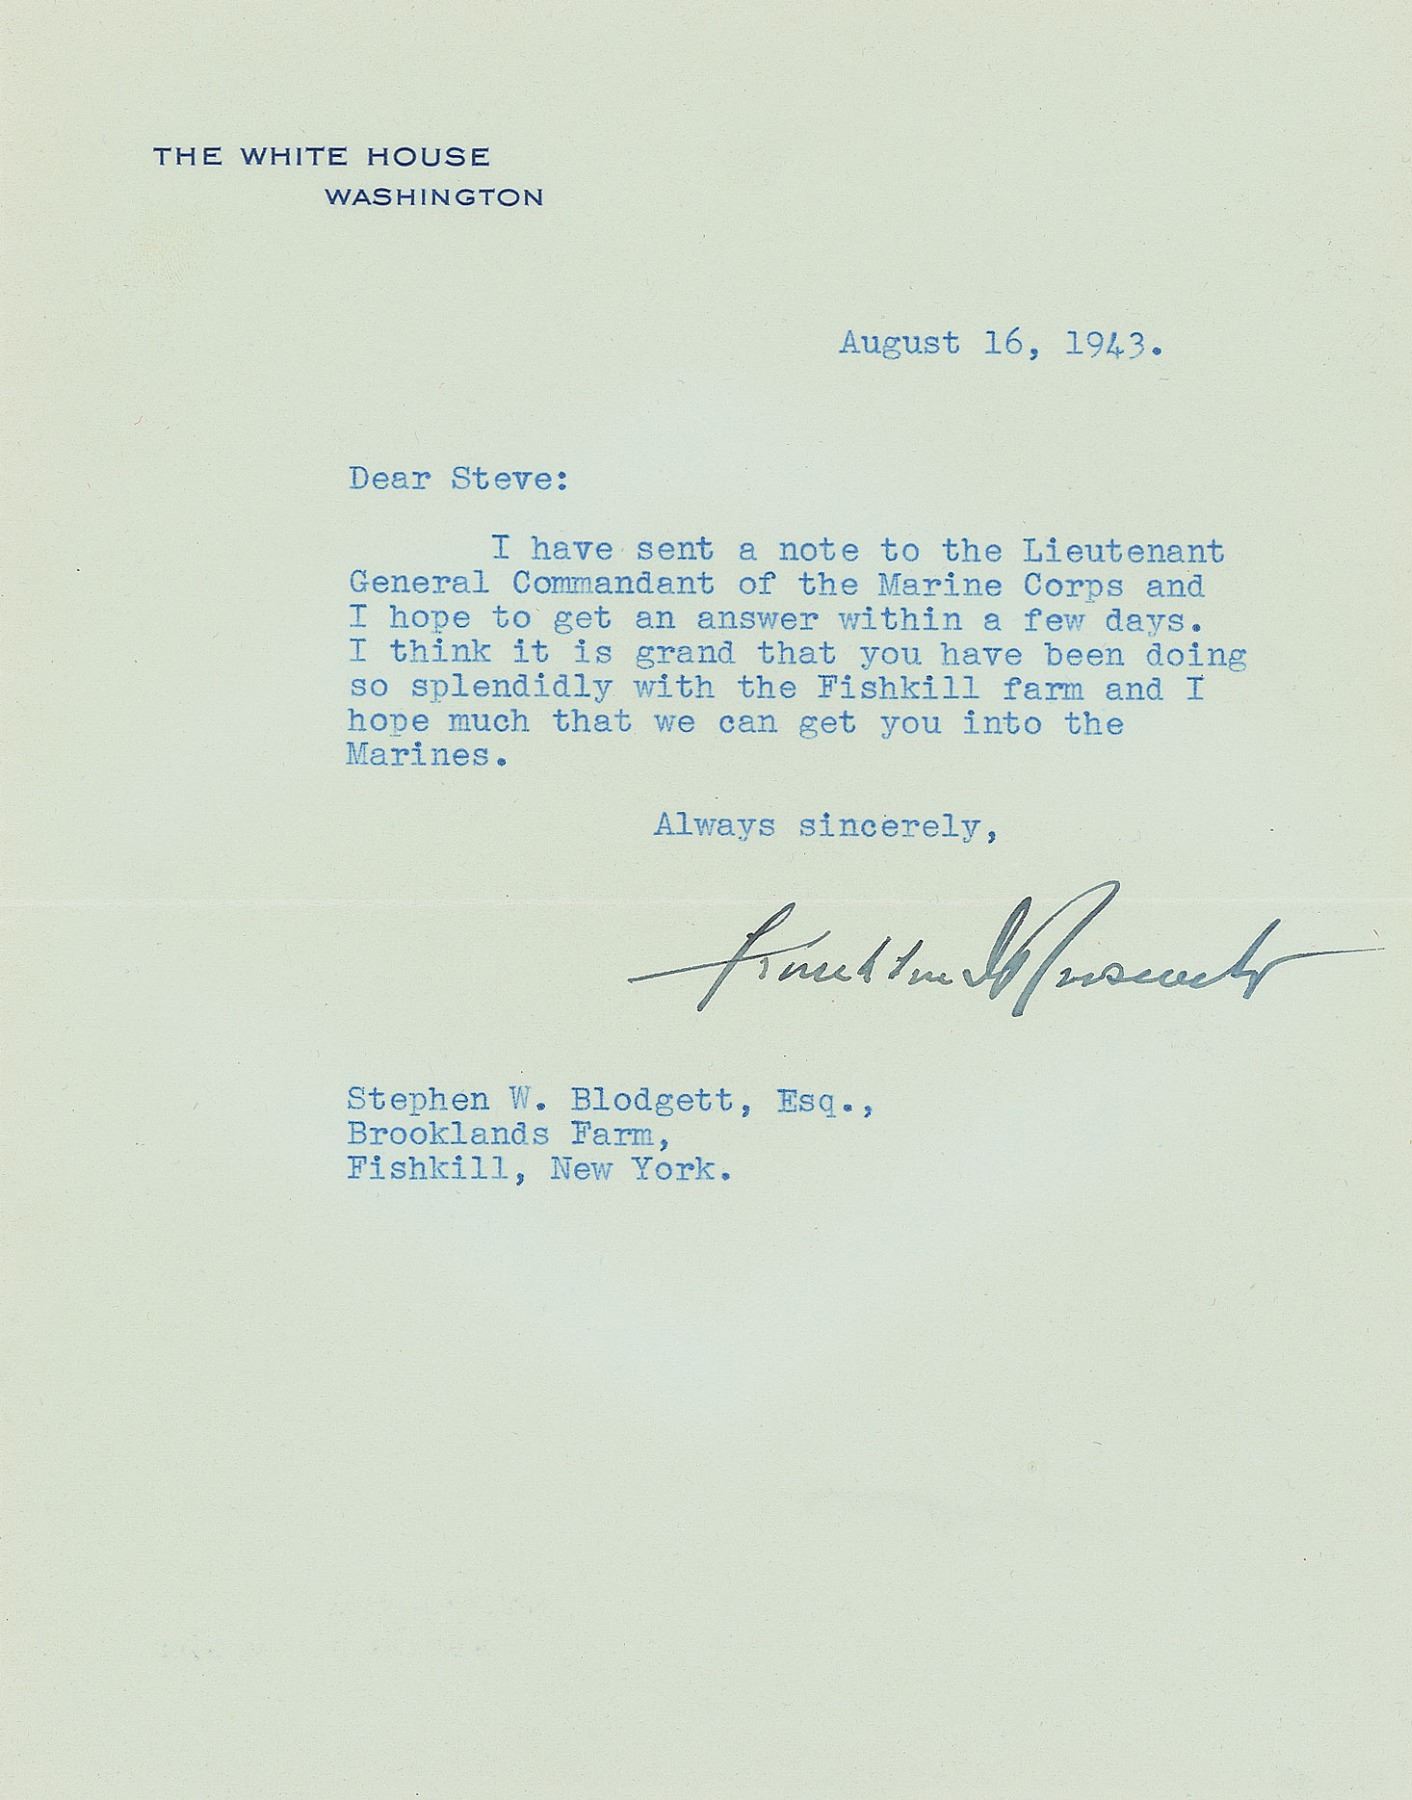 THE WHITE HOUSE
WASHINGTON
August 16, 1943.
Dear Steve:
I have sent a note to the Lieutenant
General Commandant of the Marine Corps and
I hope to get an answer within a few days.
I think it is grand that you have been doing
so splendidly with the Fishkill farm and I
hope much that we can get you into the
Marines.
Always sincerely,
Franklin D Roosevelt
Stephen W. Blodgett, Esq.,
Brooklands Farm,
Fishkill, New York.